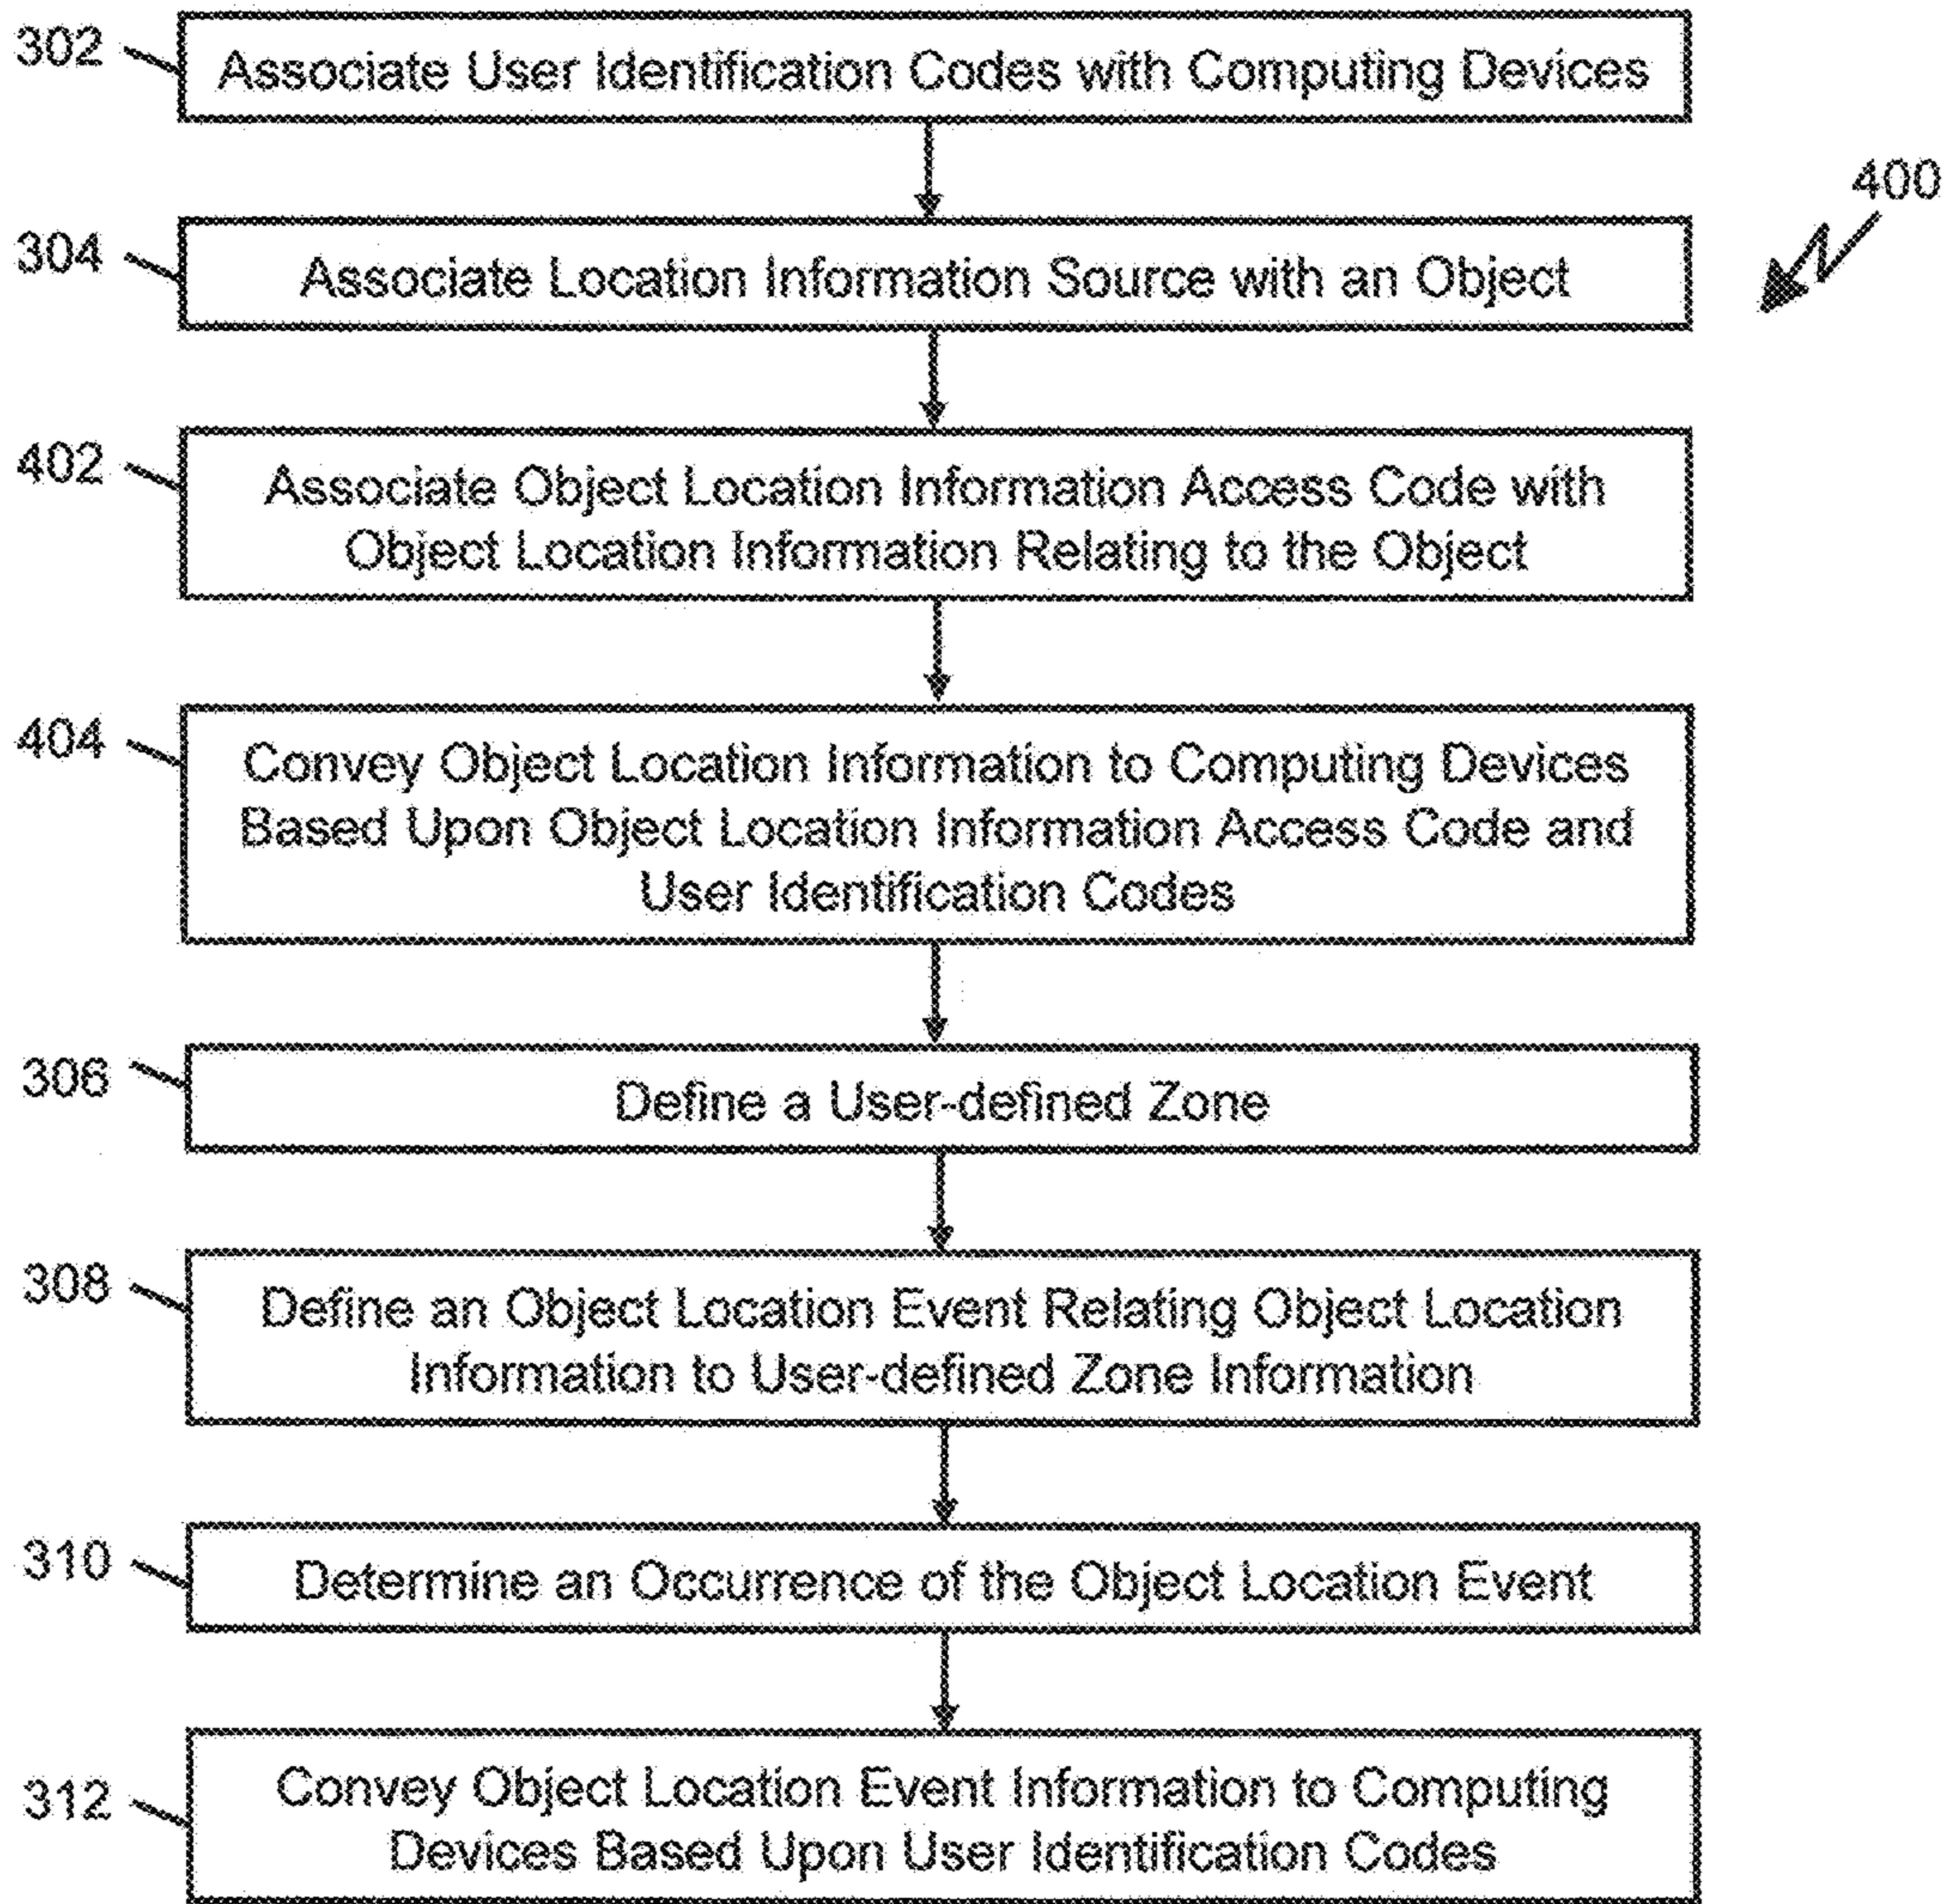 302
Associate User Identification Codes with Computing Devices
400
304
Associate Location Information Source with an Object
402
Associate Object Location Information Access Code with
Object Location Information Relating to the Object
404
Convey Object Location Information to Computing Devices
Based Upon Object Location Information Access Code and
User Identification Codes
306
Define a User-defined Zone
308
Define an Object Location Event Relating Object Location
Information to User-defined Zone Information
310
Determine an Occurrence of the Object Location Event
312
Convey Object Location Event Information to Computing
Devices Based Upon User Identification Codes